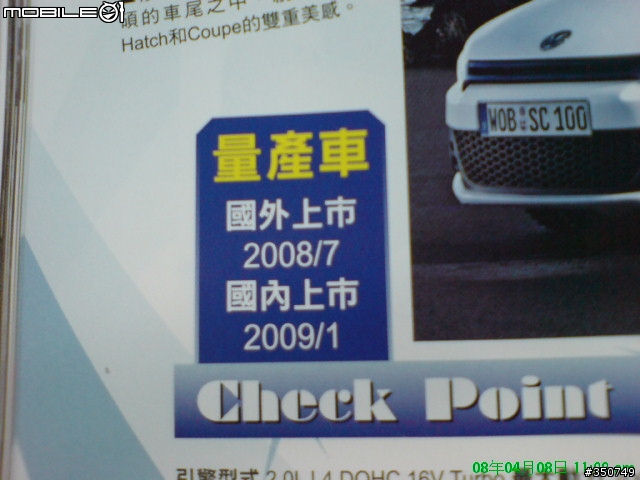 MOBILE01
碩的車尾之中
Hatch和Coupe的雙重美感。
WOB SC 100
量產車
國外上市
2008/7
國內上市
2009/1
Check Point
引擎型式 2.0L L4 DOHC 16V Turbo
08年04月08日
#350749